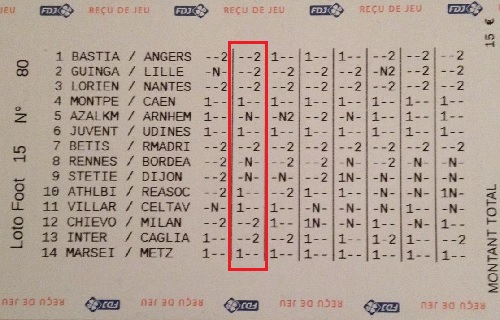 REÇU DE JEU FDJ REÇU DE JEU FDJ REÇU DE JEU FDJ
15 €
Loto Foot 15 N° 80
1 BASTIA / ANGERS --2 --2 1-- 1-- 1-- --2 --2 --2
2 GUINGA / LILLE -N- --2 --2 --2 --2 -N2 --2 --2
3 LORIEN / NANTES --2 --2 --2 --2 --2 --2 --2 --2
4 MONTPE / CAEN 1-- 1-- 1-- 1-- 1-- 1-- 1-- 1--
5 AZALKM / ARNHEM 1-- -N- -N2 --2 1-- 1-- 1-- 1--
6 JUVENT / UDINES 1-- 1-- 1-- 1-- 1-- 1-- 1-- 1--
7 BETIS / RMADRI --2 --2 --2 --2 --2 --2 --2 --2
8 RENNES / BORDEA --2 -N- --2 --2 -N- -N- -N- -N-
9 STETIE / DIJON --2 -N- --2 --2 -N- --2 -N- -N-
10 ATHLBI / REASOC --2 1-- --2 --2 1-- 1N- 1-- 1N-
11 VILLAR / CELTAV -N- 1-- 1-- -N- -N- -N- -N- -N-
12 CHIEVO / MILAN --2 --2 1-- 1-- 1N- 1-- 1N- 1--
13 INTER / CAGLIA 1-- --2 --2 1-- 1-- --2 1-- --2
14 MARSEI / METZ 1-- 1-- 1-- 1-- 1-- 1-- 1-- 1--
MONTANT TOTAL
REÇU DE JEU FDJ REÇU DE JEU FDJ REÇU DE JEU FDJ REÇU DE JEU